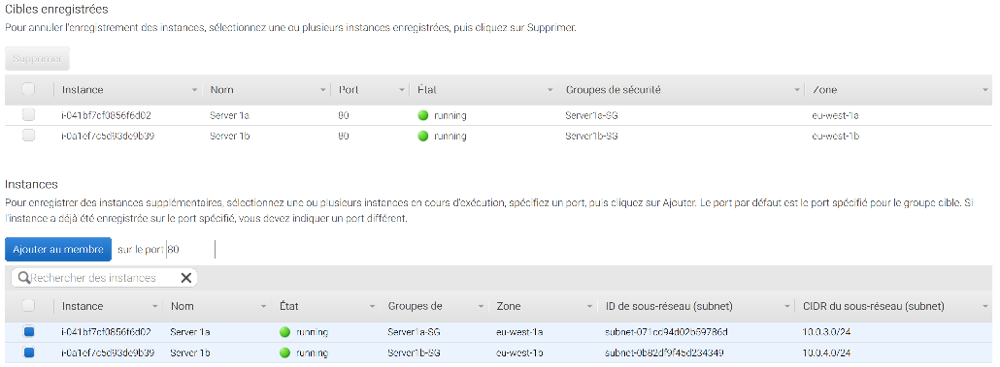 Cibles enregistrées
Pour annuler l'enregistrement des instances, sélectionnez une ou plusieurs instances enregistrées, puis cliquez sur Supprimer.
Supprimer
Instance Nom Port État Groupes de sécurité Zone
i-041bf7cf0856f6d02 Server 1a 80 running Server1a-SG eu-west-1a
i-0a1ef7c5d93de9b39 Server 1b 80 running Server1b-SG eu-west-1b
Instances
Pour enregistrer des instances supplémentaires, sélectionnez une ou plusieurs instances en cours d'exécution, spécifiez un port, puis cliquez sur Ajouter. Le port par défaut est le port spécifié pour le groupe cible. Si
l'instance a déjà été enregistrée sur le port spécifié, vous devez indiquer un port différent.
Ajouter au membre sur le port 80
Rechercher des instances
Instance Nom État Groupes de Zone ID de sous-réseau (subnet) CIDR du sous-réseau (subnet)
i-041bf7cf0856f6d02 Server 1a running Server1a-SG eu-west-1a subnet-071cd94d02b59786d 10.0.3.0/24
i-0a1ef7c5d93de9b39 Server 1b running Server1b-SG eu-west-1b subnet-0b82df9f45d234349 10.0.4.0/24